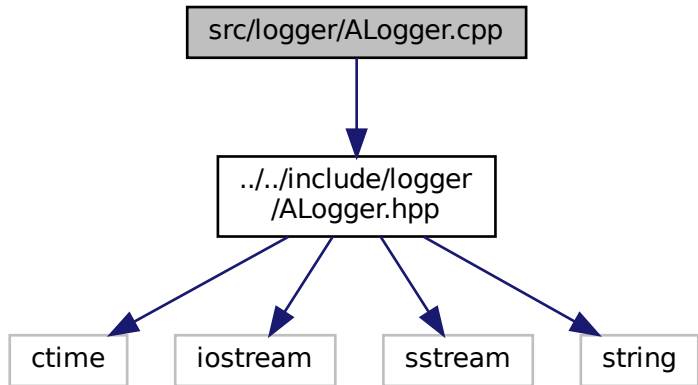 src/logger/ALogger.cpp
../../include/logger
/ALogger.hpp
ctime
iostream
sstream
string